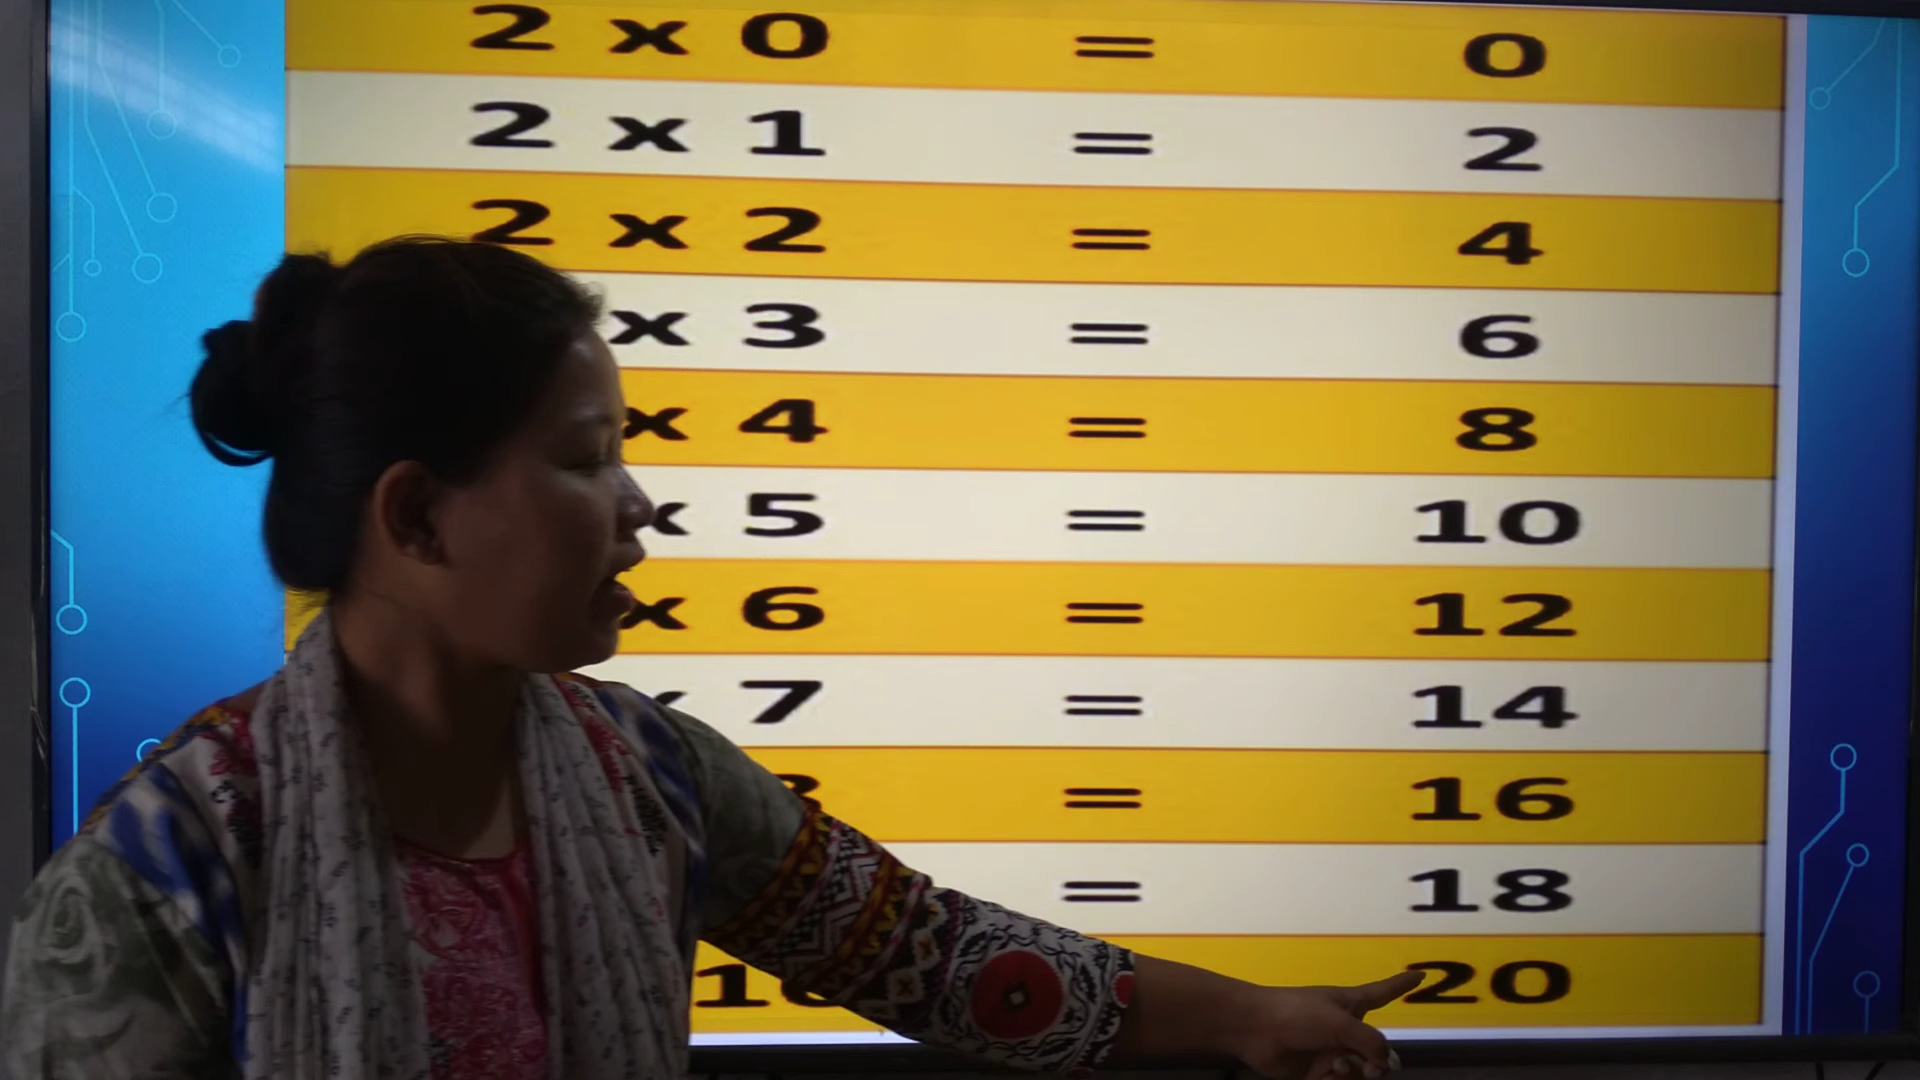 2 x 0 = 0
2 x 1 = 2
2 x 2 = 4
x 3 = 6
x 4 = 8
x 5 = 10
x 6 = 12
x 7 = 14
= 16
= 18
10 = 20